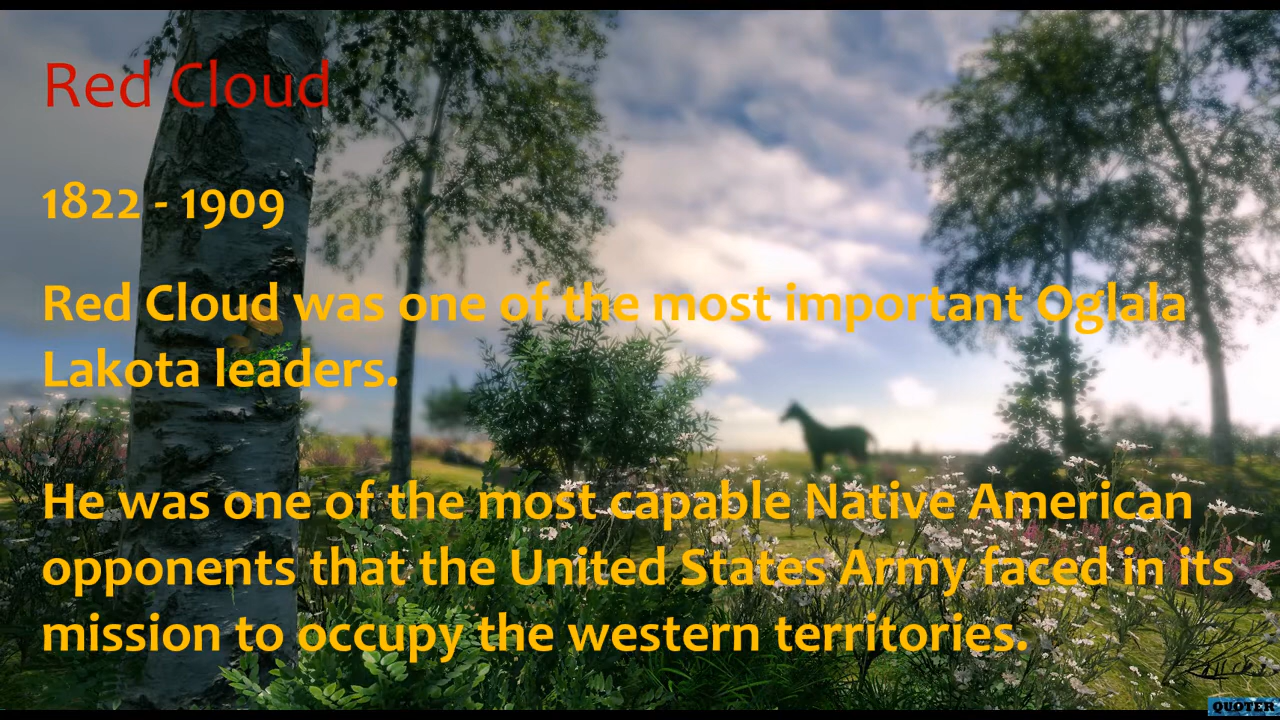 Red Cloud
1822 - 1909
Red Cloud was one of the most important Oglala
Lakota leaders.
He was one of the most capable Native American
opponents that the United States Army faced in its
mission to occupy the western territories.
QUOTER